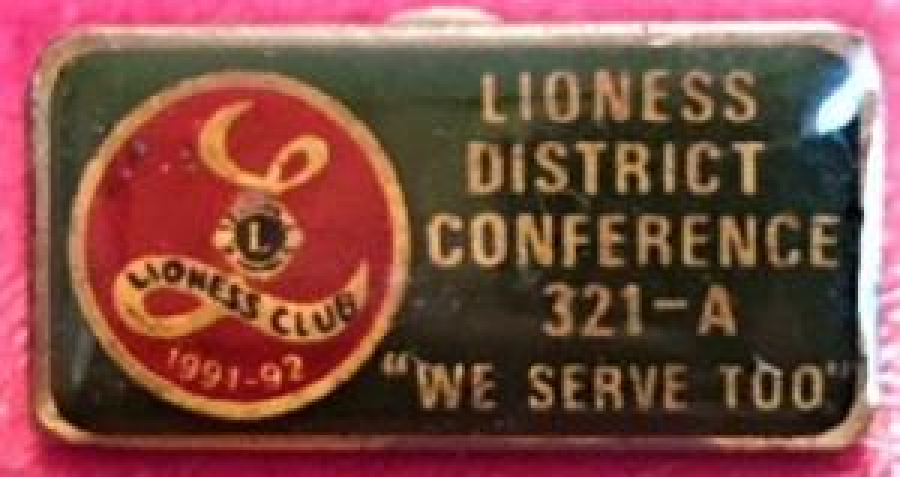 L
LIONESS CLUB
1991-92
LIONESS
DiSTRICT
CONFERENCE
321-A
"WE SERVE TOO"